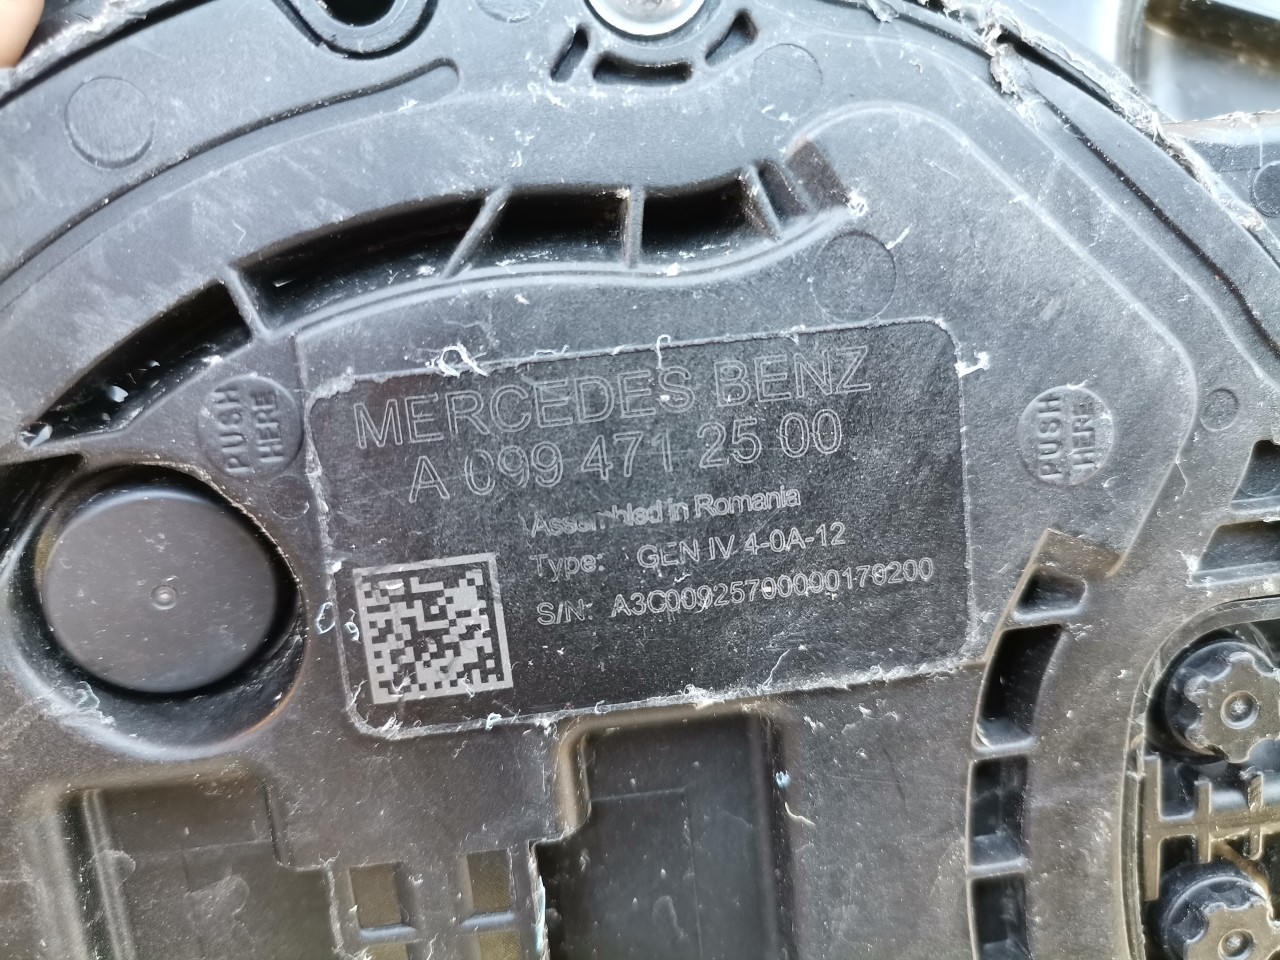 MERCEDES BENZ
A 099 471 25 00
Assembled in Romania
Type: GEN IV 4-0A-12
S/N: A3C00925790090170200
PUSH
HERE
PUSH
HERE